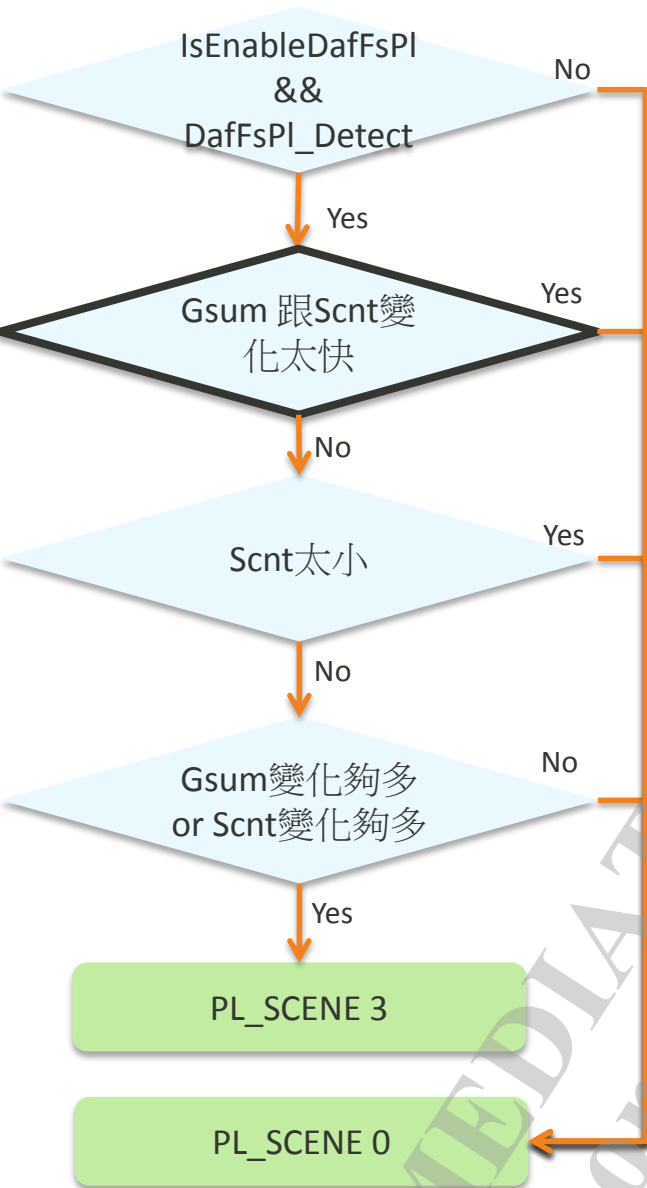 IsEnableDafFsPl
&&
DafFsPl_Detect
No
Yes
Gsum 跟Scnt變
化太快
Yes
No
Scnt太小
Yes
No
Gsum變化夠多
or Scnt變化夠多
No
Yes
PL_SCENE 3
PL_SCENE 0
MEDIAT